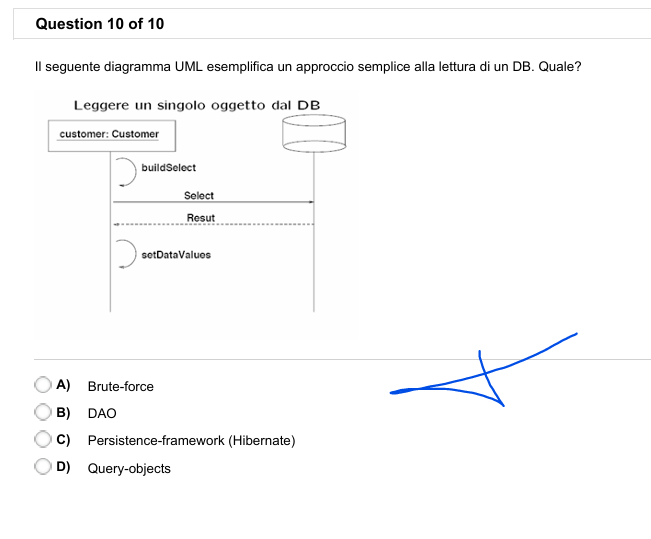 Question 10 of 10
Il seguente diagramma UML esemplifica un approccio semplice alla lettura di un DB. Quale?
Leggere un singolo oggetto dal DB
customer: Customer
buildSelect
Select
Resut
setDataValues
A) Brute-force
B) DAO
C) Persistence-framework (Hibernate)
D) Query-objects